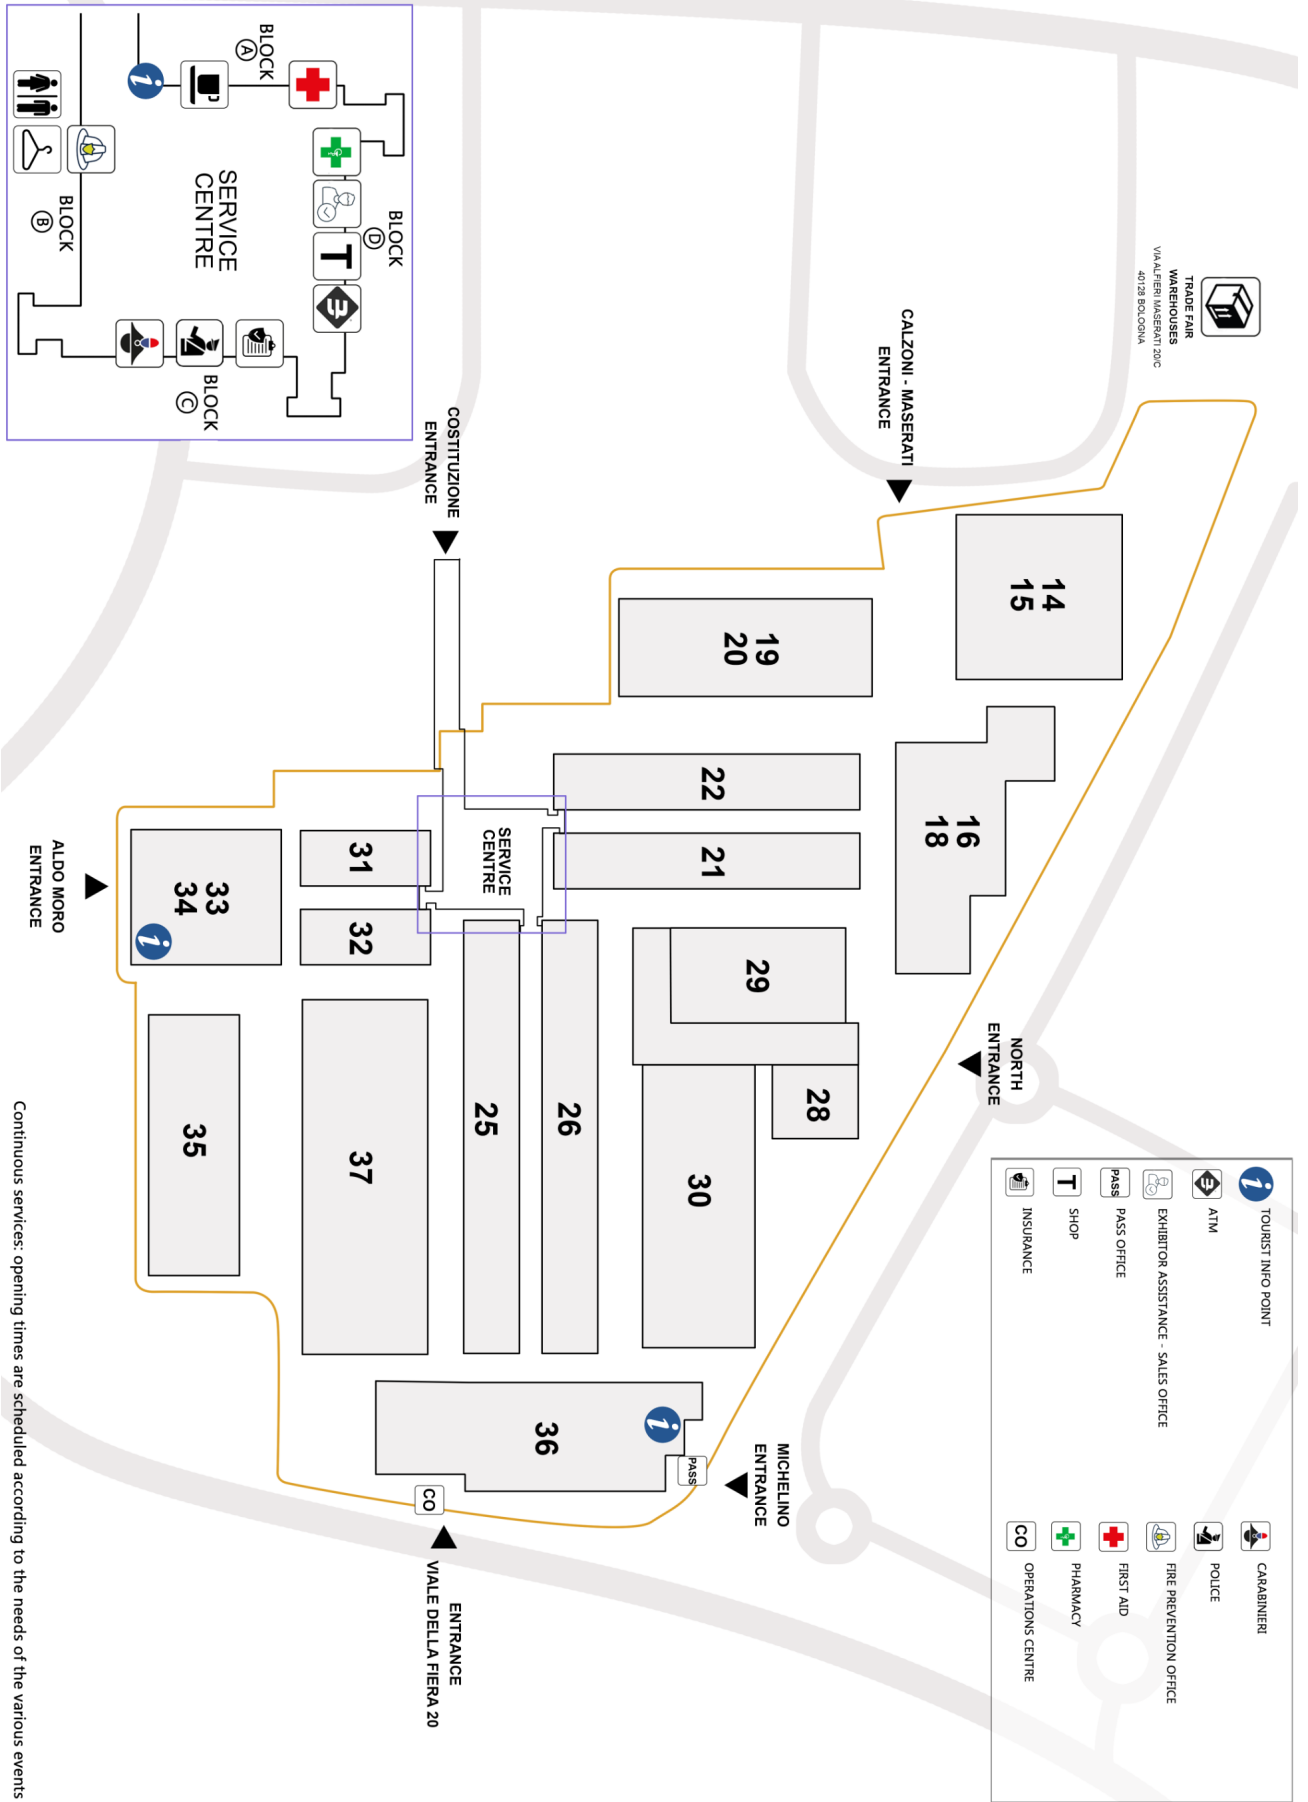 BLOCK
A
BLOCK
D
BLOCK
B
BLOCK
C
SERVICE
CENTRE
T
TRADE FAIR
WAREHOUSES
VIA ALFIERI MASERATI 20/C
40128 BOLOGNA
CALZONI - MASERATI
ENTRANCE
COSTITUZIONE
ENTRANCE
ALDO MORO
ENTRANCE
NORTH
ENTRANCE
MICHELINO
ENTRANCE
ENTRANCE
VIALE DELLA FIERA 20
14
15
19
20
16
18
22
21
SERVICE
CENTRE
31
32
33
34
i
29
28
30
26
25
37
35
36
i
PASS
CO
i TOURIST INFO POINT
ATM
EXHIBITOR ASSISTANCE - SALES OFFICE
PASS PASS OFFICE
T SHOP
INSURANCE
CARABINIERI
POLICE
FIRE PREVENTION OFFICE
FIRST AID
PHARMACY
CO OPERATIONS CENTRE
Continuous services: opening times are scheduled according to the needs of the various events